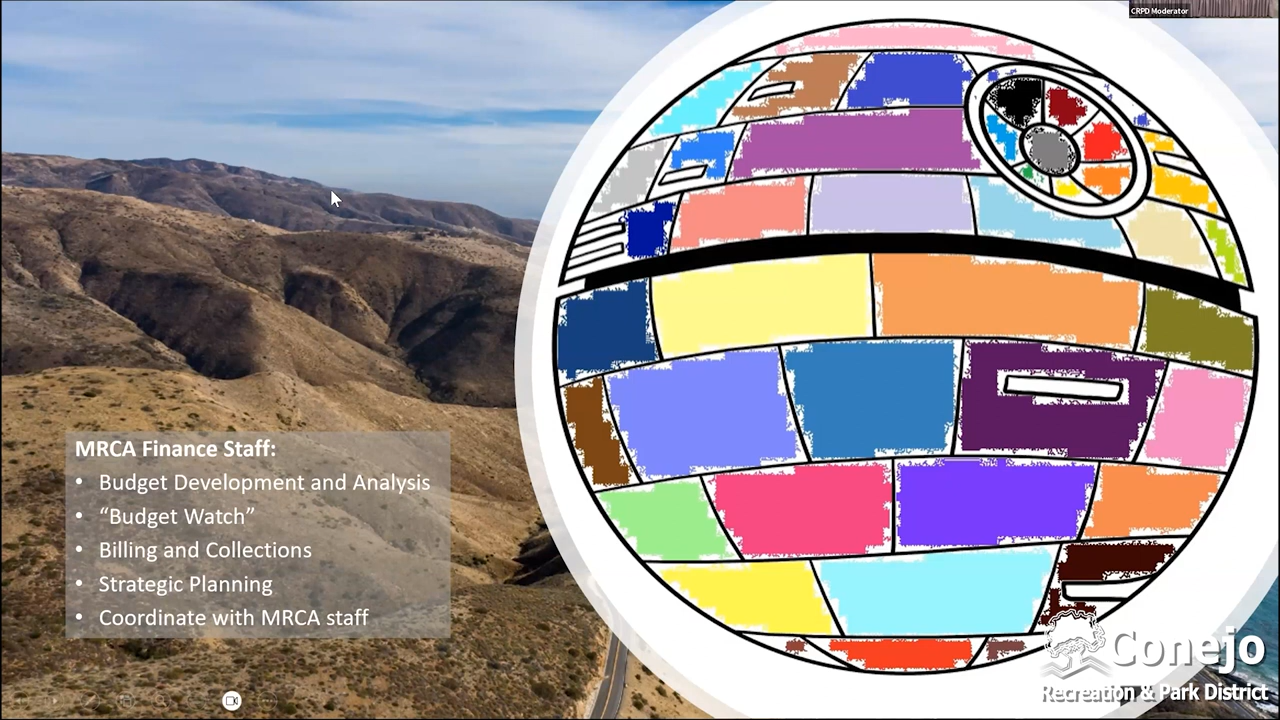 CRPD Moderator
MRCA Finance Staff:
• Budget Development and Analysis
• “Budget Watch”
• Billing and Collections
• Strategic Planning
• Coordinate with MRCA staff
Conejo
Recreation & Park District